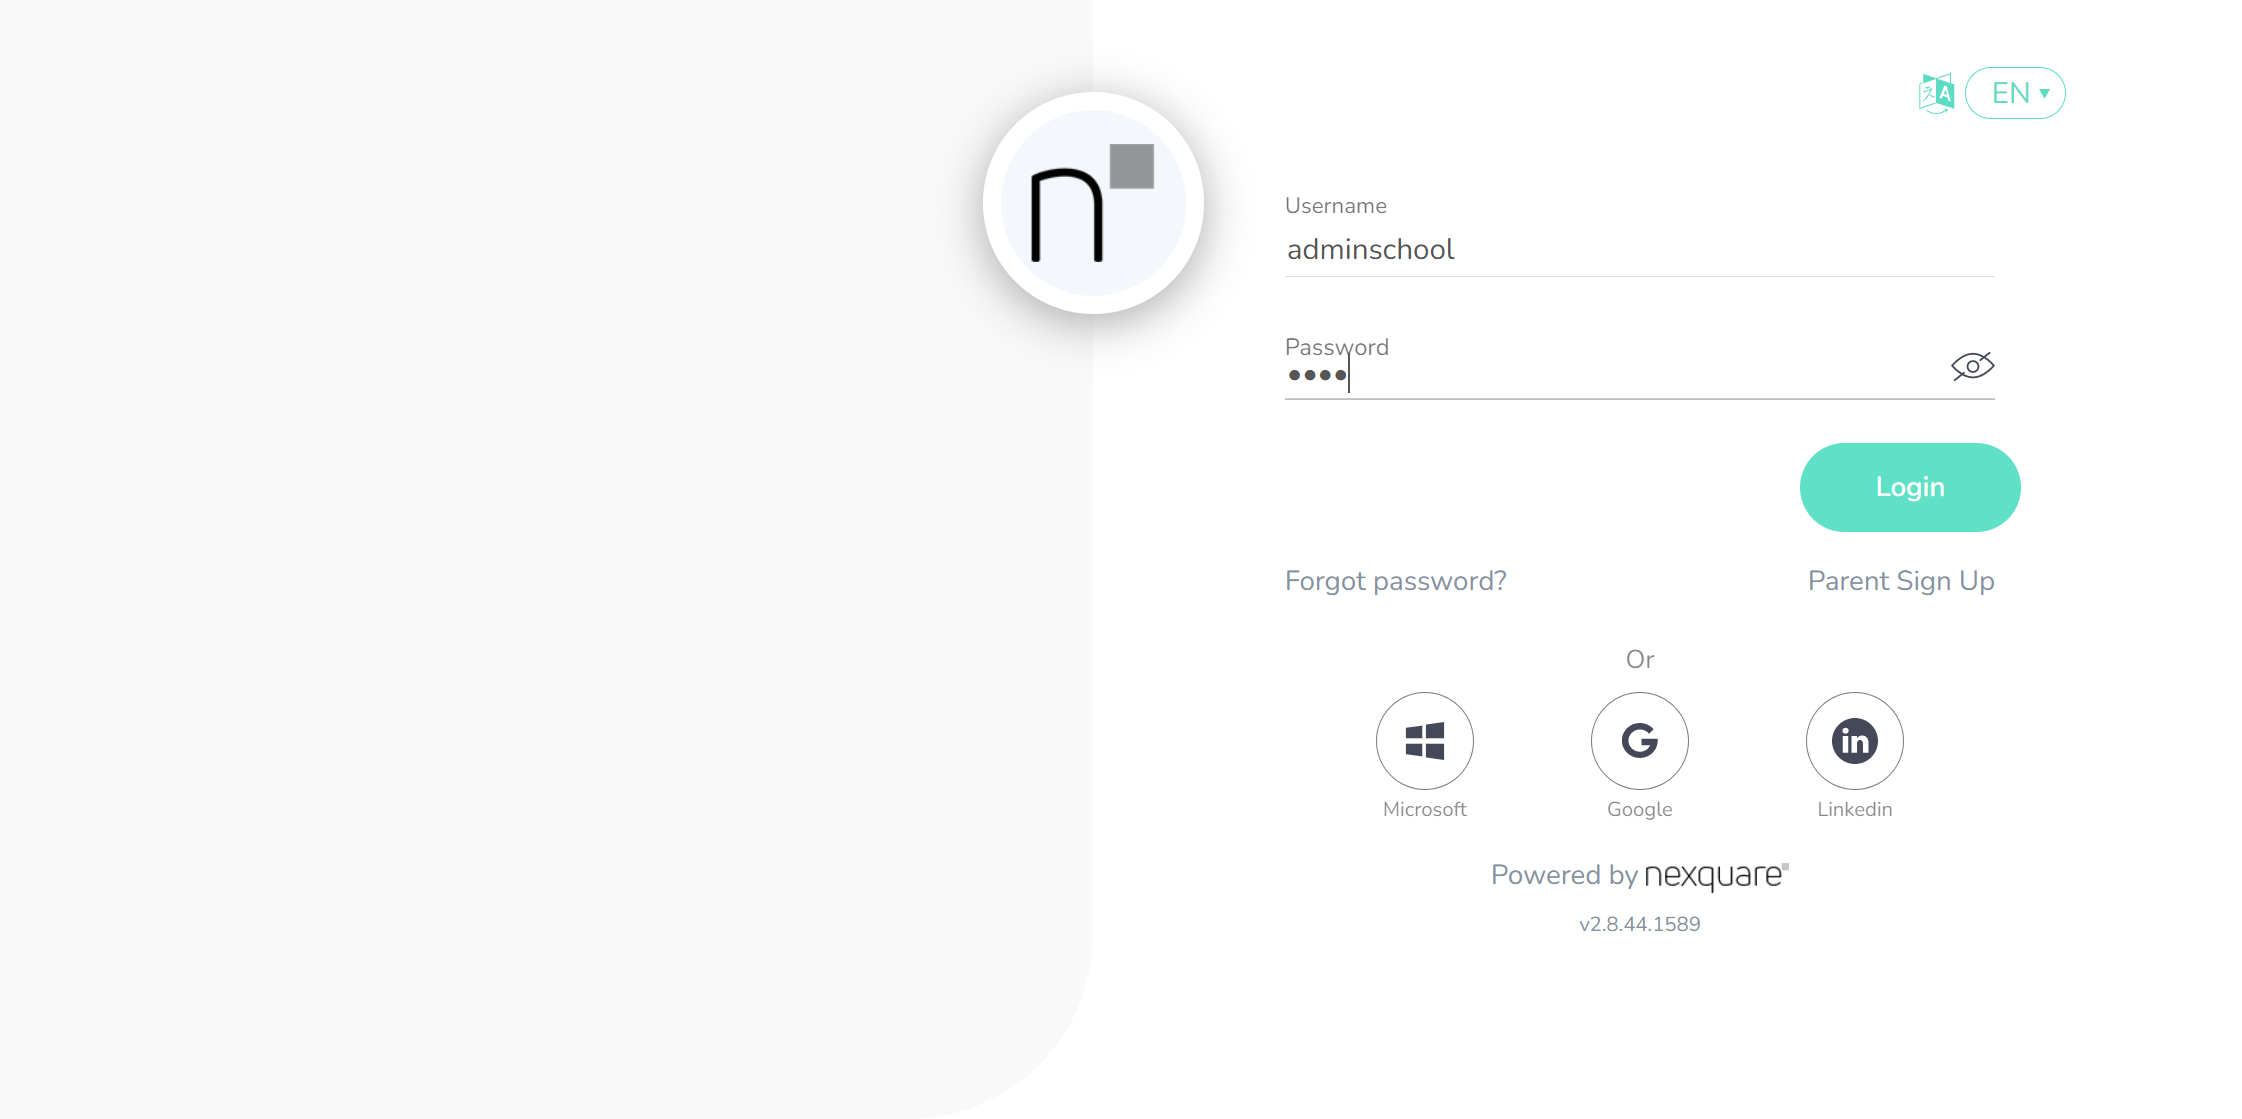 EN
n
Username
adminschool
Password
••••
Login
Forgot password? Parent Sign Up
Or
Microsoft Google Linkedin
Powered by nexquare
v2.8.44.1589